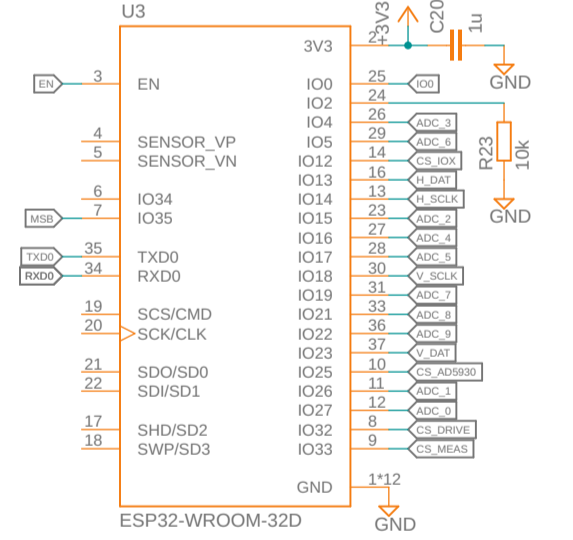 U3
+3V3
C20
1u
3V3 2
GND
EN 3 EN
IO0 25 IO0
IO2 24
IO4 26 ADC_3
SENSOR_VP 4
IO5 29 ADC_6
SENSOR_VN 5
IO12 14 CS_IOX
R23
10k
IO13 16 H_DAT
6 IO34
IO14 13 H_SCLK
MSB 7 IO35
IO15 23 ADC_2
GND
IO16 27 ADC_4
TXD0 35 TXD0
IO17 28 ADC_5
RXD0 34 RXD0
IO18 30 V_SCLK
IO19 31 ADC_7
19 SCS/CMD
IO21 33 ADC_8
20 SCK/CLK
IO22 36 ADC_9
IO23 37 V_DAT
21 SDO/SD0
IO25 10 CS_AD5930
22 SDI/SD1
IO26 11 ADC_1
IO27 12 ADC_0
17 SHD/SD2
IO32 8 CS_DRIVE
18 SWP/SD3
IO33 9 CS_MEAS
GND 1*12
ESP32-WROOM-32D
GND